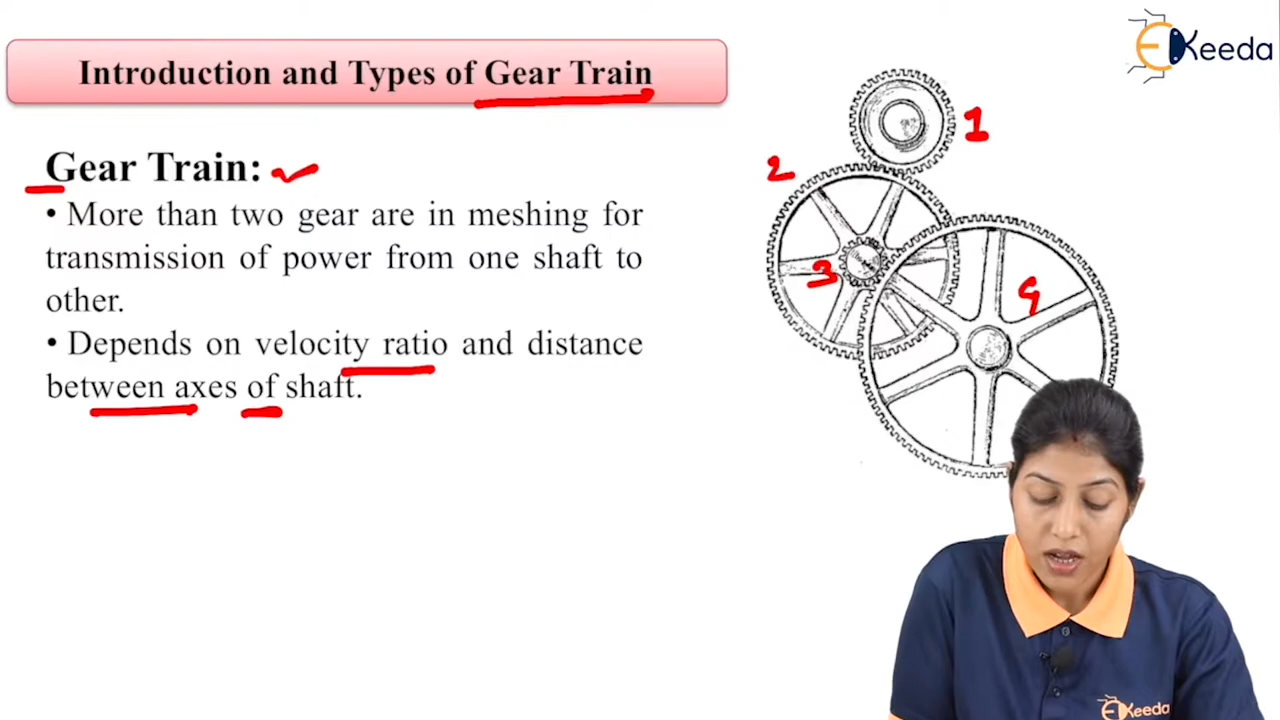 Introduction and Types of Gear Train
EKeeda
Gear Train:
• More than two gear are in meshing for
transmission of power from one shaft to
other.
• Depends on velocity ratio and distance
between axes of shaft.
1
2
3
4
EKeeda